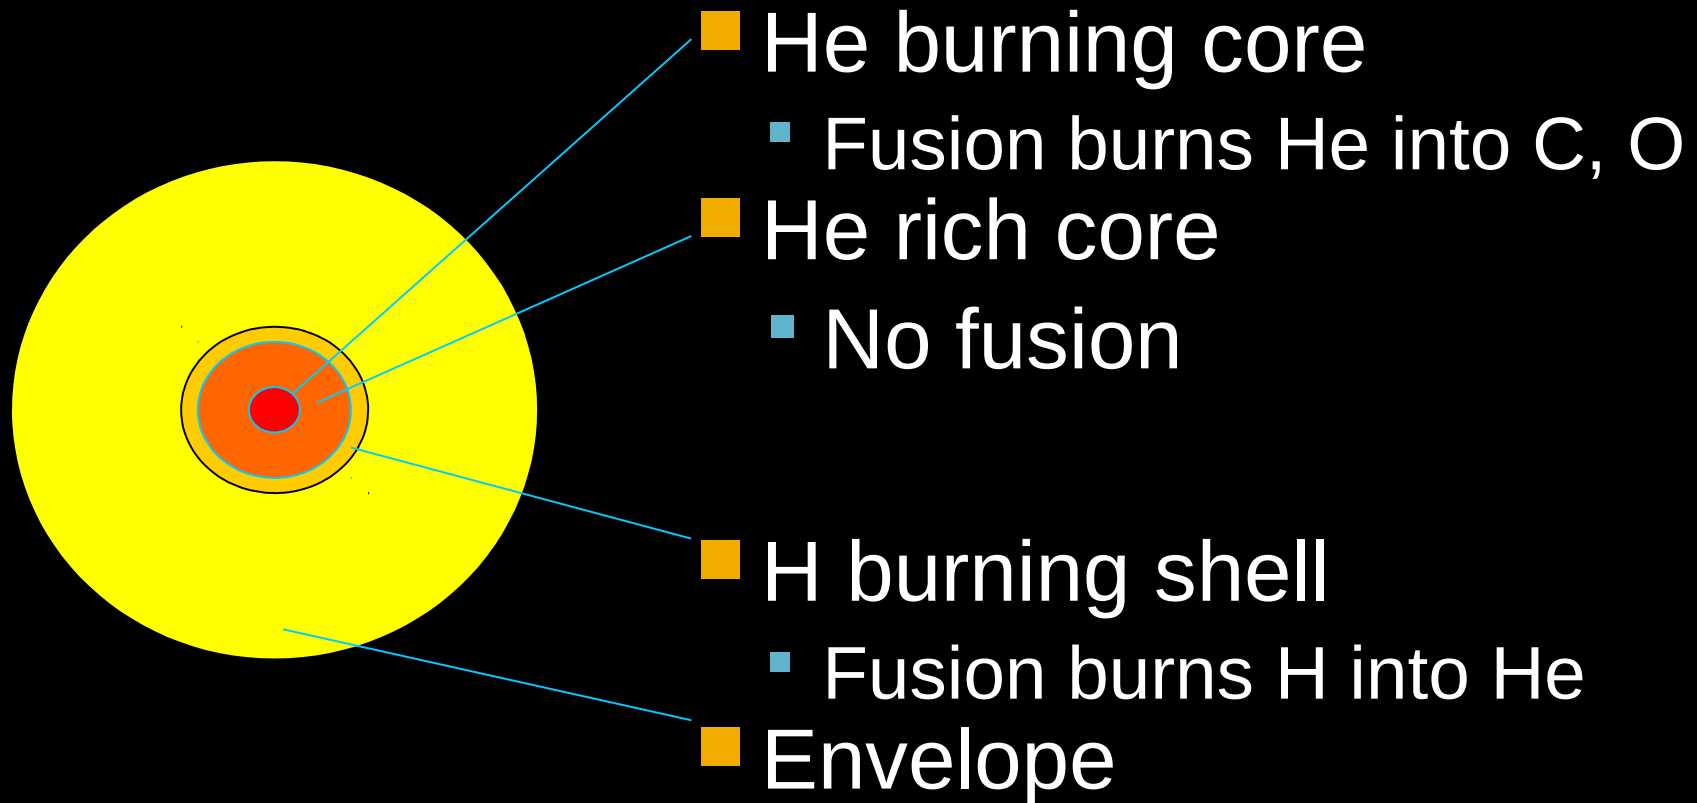 He burning core
Fusion burns He into C, O
He rich core
No fusion
H burning shell
Fusion burns H into He
Envelope